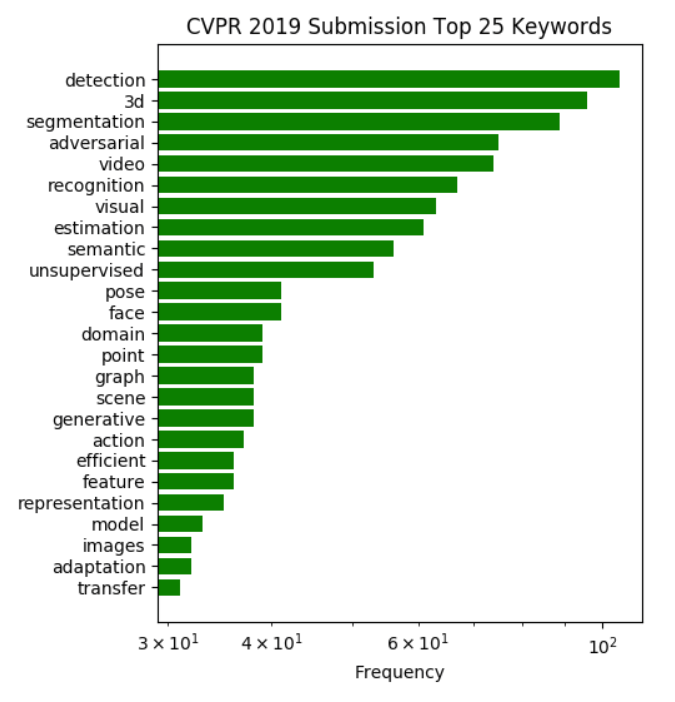 CVPR 2019 Submission Top 25 Keywords
detection
3d
segmentation
adversarial
video
recognition
visual
estimation
semantic
unsupervised
pose
face
domain
point
graph
scene
generative
action
efficient
feature
representation
model
images
adaptation
transfer
3 × 10¹ 4 × 10¹ 6 × 10¹ 10²
Frequency